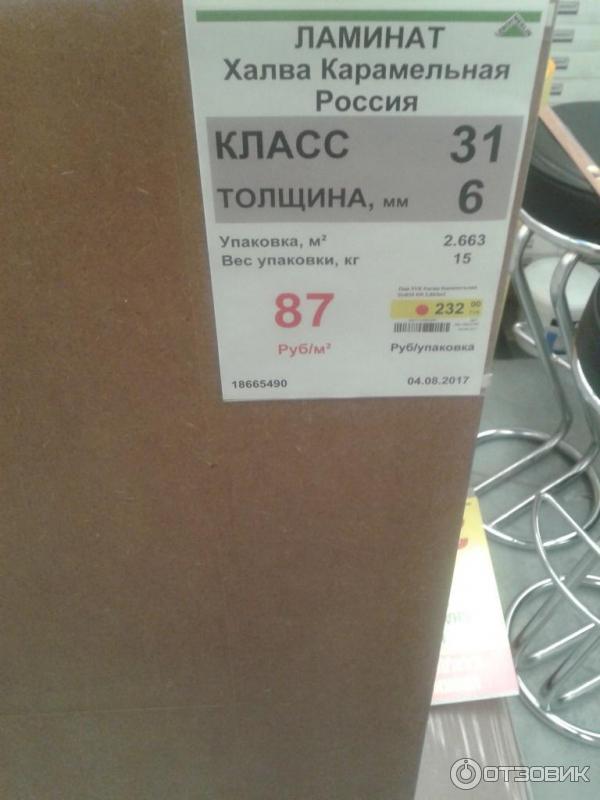 ЛАМИНАТ
Халва Карамельная
Россия
КЛАСС 31
ТОЛЩИНА, мм 6
Упаковка, м² 2.663
Вес упаковки, кг 15
87
232 00
Руб/м²
Руб/упаковка
18665490
04.08.2017
ОТЗОВИК